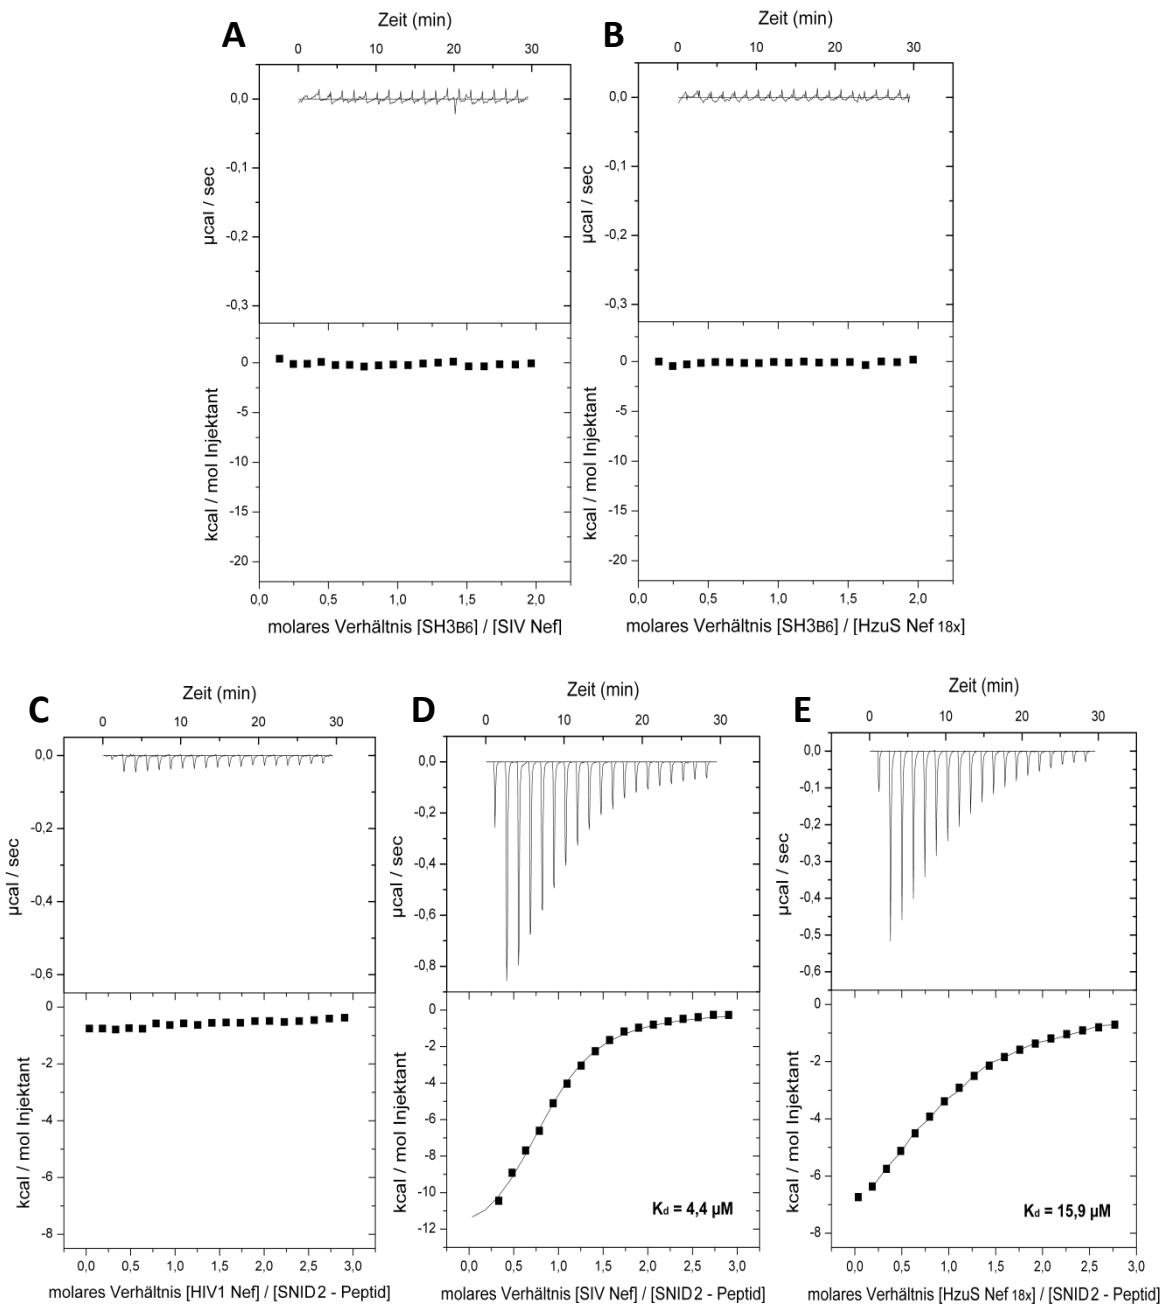 A
Zeit (min)
0 10 20 30
0,0
-0,1
-0,2
-0,3
µcal / sec
0
-5
-10
-15
-20
kcal / mol Injektant
0,0 0,5 1,0 1,5 2,0
molares Verhältnis [SH3B6] / [SIV Nef]
B
Zeit (min)
0 10 20 30
0,0
-0,1
-0,2
-0,3
µcal / sec
0
-5
-10
-15
-20
kcal / mol Injektant
0,0 0,5 1,0 1,5 2,0
molares Verhältnis [SH3B6] / [HzuS Nef 18x]
C
Zeit (min)
0 10 20 30
0,0
-0,2
-0,4
-0,6
µcal / sec
0
-2
-4
-6
-8
kcal / mol Injektant
0,0 0,5 1,0 1,5 2,0 2,5 3,0
molares Verhältnis [HIV1 Nef] / [SNID2 - Peptid]
D
Zeit (min)
0 10 20 30
0,0
-0,2
-0,4
-0,6
-0,8
µcal / sec
0
-2
-4
-6
-8
-10
-12
kcal / mol Injektant
Kd = 4,4 µM
0,0 0,5 1,0 1,5 2,0 2,5 3,0
molares Verhältnis [SIV Nef] / [SNID2 - Peptid]
E
Zeit (min)
0 10 20 30
0,0
-0,1
-0,2
-0,3
-0,4
-0,5
-0,6
µcal / sec
0
-2
-4
-6
-8
kcal / mol Injektant
Kd = 15,9 µM
0,0 0,5 1,0 1,5 2,0 2,5 3,0
molares Verhältnis [HzuS Nef 18x] / [SNID2 - Peptid]